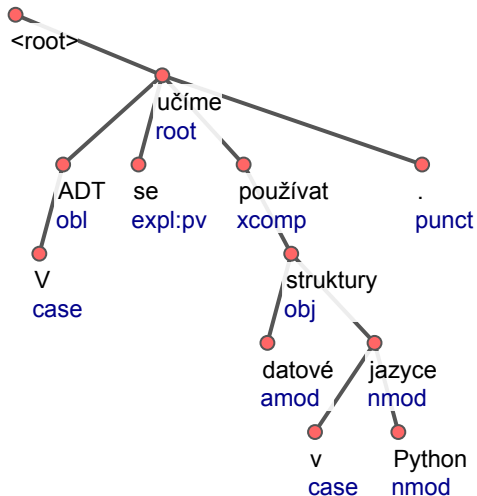 <root>
učíme
root
ADT se používat .
obl expl:pv xcomp punct
V struktury
case obj
datové jazyce
amod nmod
v Python
case nmod